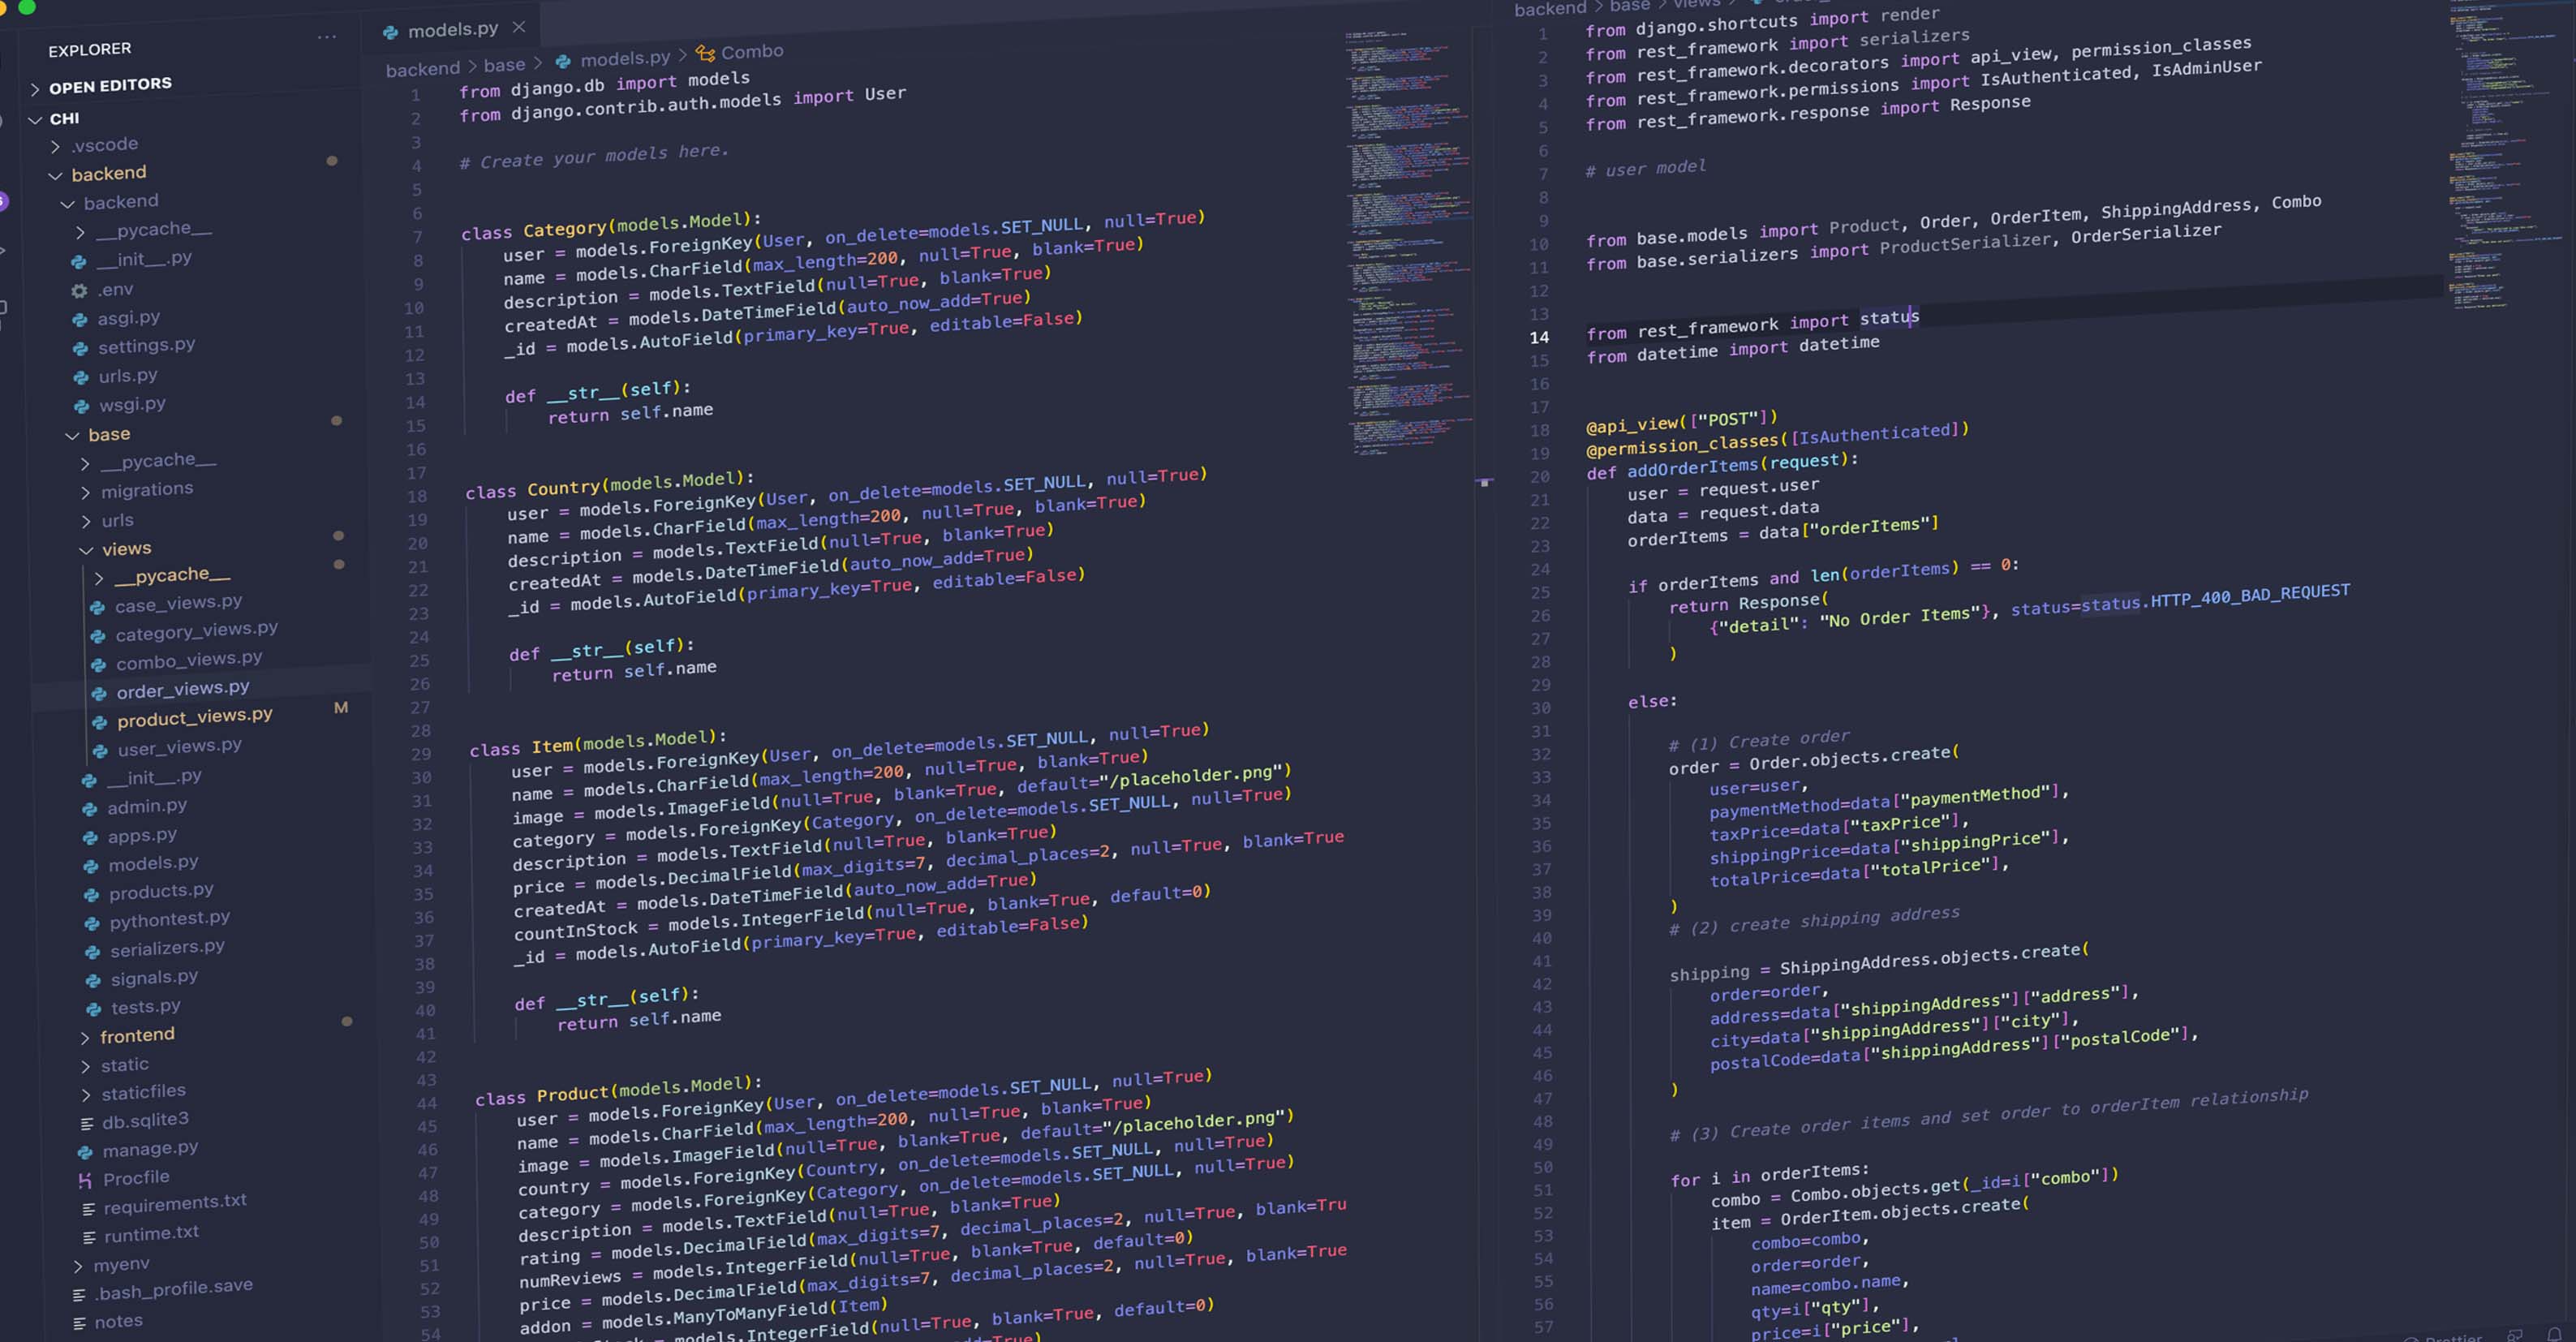 EXPLORER
OPEN EDITORS
CHI
.vscode
backend
backend
__pycache__
__init__.py
.env
asgi.py
settings.py
urls.py
wsgi.py
base
__pycache__
migrations
urls
views
__pycache__
case_views.py
category_views.py
combo_views.py
order_views.py
product_views.py M
user_views.py
__init__.py
admin.py
apps.py
models.py
products.py
pythontest.py
serializers.py
signals.py
tests.py
frontend
static
staticfiles
db.sqlite3
manage.py
Procfile
requirements.txt
runtime.txt
myenv
.bash_profile.save
notes
models.py
backend > base > models.py > Combo
1 from django.db import models
2 from django.contrib.auth.models import User
3
4 # Create your models here.
5
6
7 class Category(models.Model):
8 user = models.ForeignKey(User, on_delete=models.SET_NULL, null=True)
9 name = models.CharField(max_length=200, null=True, blank=True)
10 description = models.TextField(null=True, blank=True)
11 createdAt = models.DateTimeField(auto_now_add=True)
12 _id = models.AutoField(primary_key=True, editable=False)
13
14 def __str__(self):
15 return self.name
16
17
18 class Country(models.Model):
19 user = models.ForeignKey(User, on_delete=models.SET_NULL, null=True)
20 name = models.CharField(max_length=200, null=True, blank=True)
21 description = models.TextField(null=True, blank=True)
22 createdAt = models.DateTimeField(auto_now_add=True)
23 _id = models.AutoField(primary_key=True, editable=False)
24
25 def __str__(self):
26 return self.name
27
28
29 class Item(models.Model):
30 user = models.ForeignKey(User, on_delete=models.SET_NULL, null=True)
31 name = models.CharField(max_length=200, null=True, blank=True)
32 image = models.ImageField(null=True, blank=True, default="/placeholder.png")
33 category = models.ForeignKey(Category, on_delete=models.SET_NULL, null=True)
34 description = models.TextField(null=True, blank=True)
35 price = models.DecimalField(max_digits=7, decimal_places=2, null=True, blank=True
36 createdAt = models.DateTimeField(auto_now_add=True)
37 countInStock = models.IntegerField(null=True, blank=True, default=0)
38 _id = models.AutoField(primary_key=True, editable=False)
39
40 def __str__(self):
41 return self.name
42
43
44 class Product(models.Model):
45 user = models.ForeignKey(User, on_delete=models.SET_NULL, null=True)
46 name = models.CharField(max_length=200, null=True, blank=True)
47 image = models.ImageField(null=True, blank=True, default="/placeholder.png")
48 country = models.ForeignKey(Country, on_delete=models.SET_NULL, null=True)
49 category = models.ForeignKey(Category, on_delete=models.SET_NULL, null=True)
50 description = models.TextField(null=True, blank=True)
51 rating = models.DecimalField(max_digits=7, decimal_places=2, null=True, blank=Tru
52 numReviews = models.IntegerField(null=True, blank=True, default=0)
53 price = models.DecimalField(max_digits=7, decimal_places=2, null=True, blank=True
54 addon = models.ManyToManyField(Item)
models.IntegerField(null=True, blank=True, default=0)
backend > base > views >
1 from django.shortcuts import render
2 from rest_framework import serializers
3 from rest_framework.decorators import api_view, permission_classes
4 from rest_framework.permissions import IsAuthenticated, IsAdminUser
5 from rest_framework.response import Response
6
7 # user model
8
9
10 from base.models import Product, Order, OrderItem, ShippingAddress, Combo
11 from base.serializers import ProductSerializer, OrderSerializer
12
13
14 from rest_framework import status
15 from datetime import datetime
16
17
18 @api_view(["POST"])
19 @permission_classes([IsAuthenticated])
20 def addOrderItems(request):
21 user = request.user
22 data = request.data
23 orderItems = data["orderItems"]
24
25 if orderItems and len(orderItems) == 0:
26 return Response(
27 {"detail": "No Order Items"}, status=status.HTTP_400_BAD_REQUEST
28 )
29
30 else:
31
32 # (1) Create order
33 order = Order.objects.create(
34 user=user,
35 paymentMethod=data["paymentMethod"],
36 taxPrice=data["taxPrice"],
37 shippingPrice=data["shippingPrice"],
38 totalPrice=data["totalPrice"],
39 )
40 # (2) create shipping address
41
42 shipping = ShippingAddress.objects.create(
43 order=order,
44 address=data["shippingAddress"]["address"],
45 city=data["shippingAddress"]["city"],
46 postalCode=data["shippingAddress"]["postalCode"],
47 )
48
49 # (3) Create order items and set order to orderItem relationship
50
51 for i in orderItems:
52 combo = Combo.objects.get(_id=i["combo"])
53 item = OrderItem.objects.create(
54 combo=combo,
55 order=order,
56 name=combo.name,
57 qty=i["qty"],
price=i["price"],
Prettier